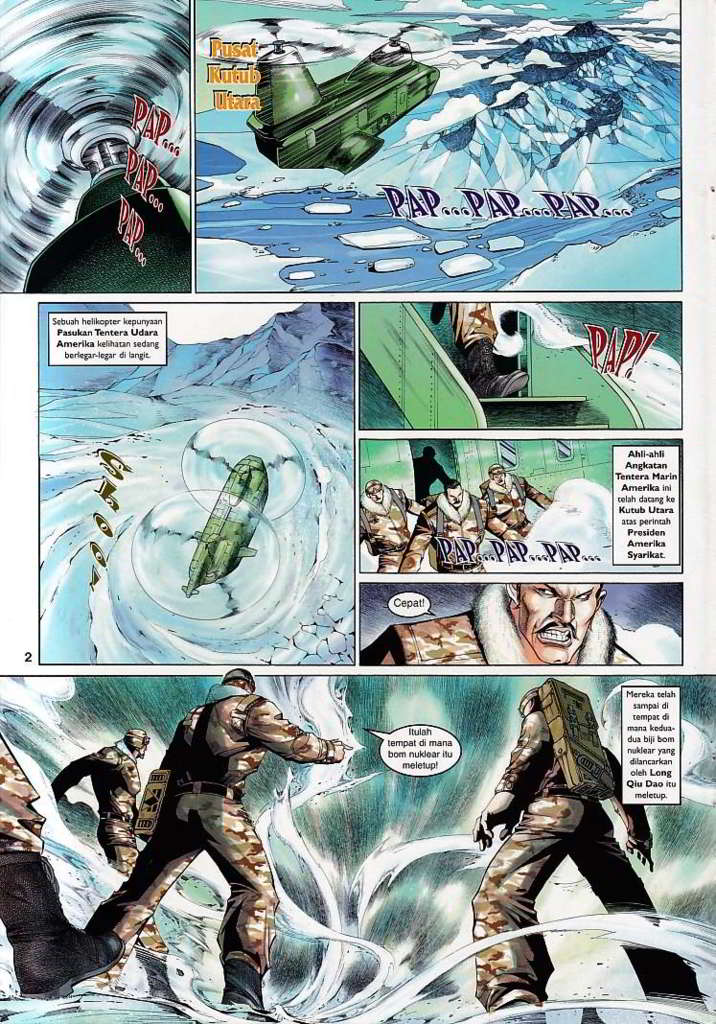 PAP...
PAP...
PAP...
Pusat
Kutub
Utara
PAP...PAP...PAP...
Sebuah helikopter kepunyaan
Pasukan Tentera Udara
Amerika kelihatan sedang
berlegar-legar di langit.
Shooo!
PAP!
Ahli-ahli
Angkatan
Tentera Marin
Amerika ini
telah datang ke
Kutub Utara
atas perintah
Presiden
Amerika
Syarikat.
PAP...PAP...PAP...
Cepat!
2
Itulah
tempat di mana
bom nuklear itu
meletup!
Mereka telah
sampai di
tempat di
mana kedua-
dua biji bom
nuklear yang
dilancarkan
oleh Long
Qiu Dao itu
meletup.